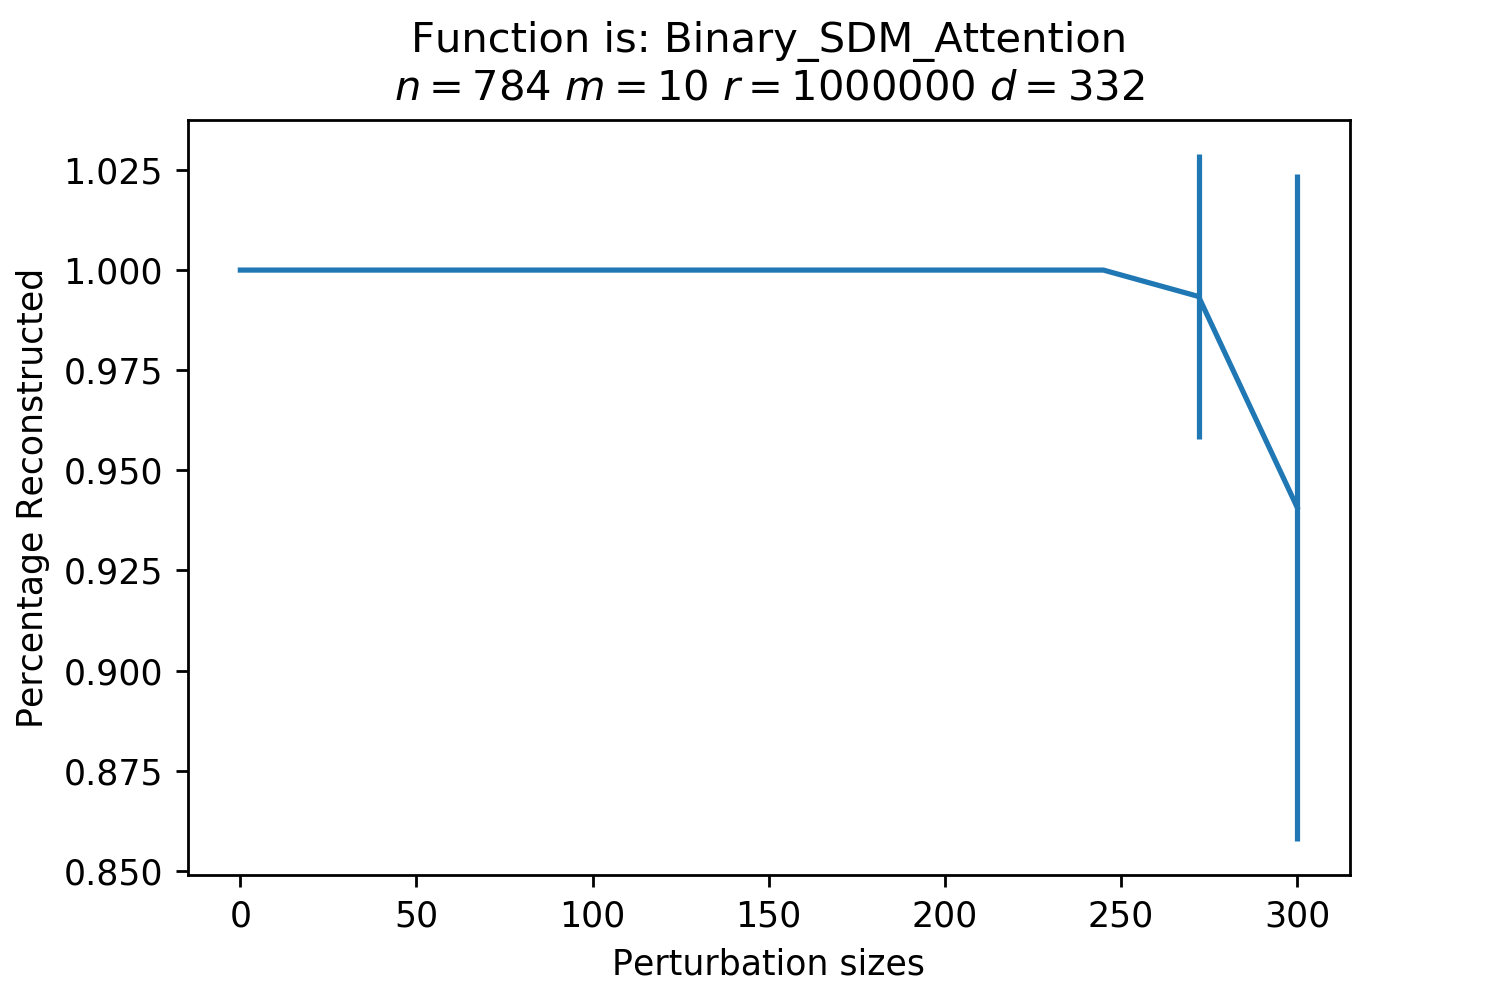 Function is: Binary_SDM_Attention
n = 784 m = 10 r = 1000000 d = 332
Percentage Reconstructed
1.025
1.000
0.975
0.950
0.925
0.900
0.875
0.850
0 50 100 150 200 250 300
Perturbation sizes